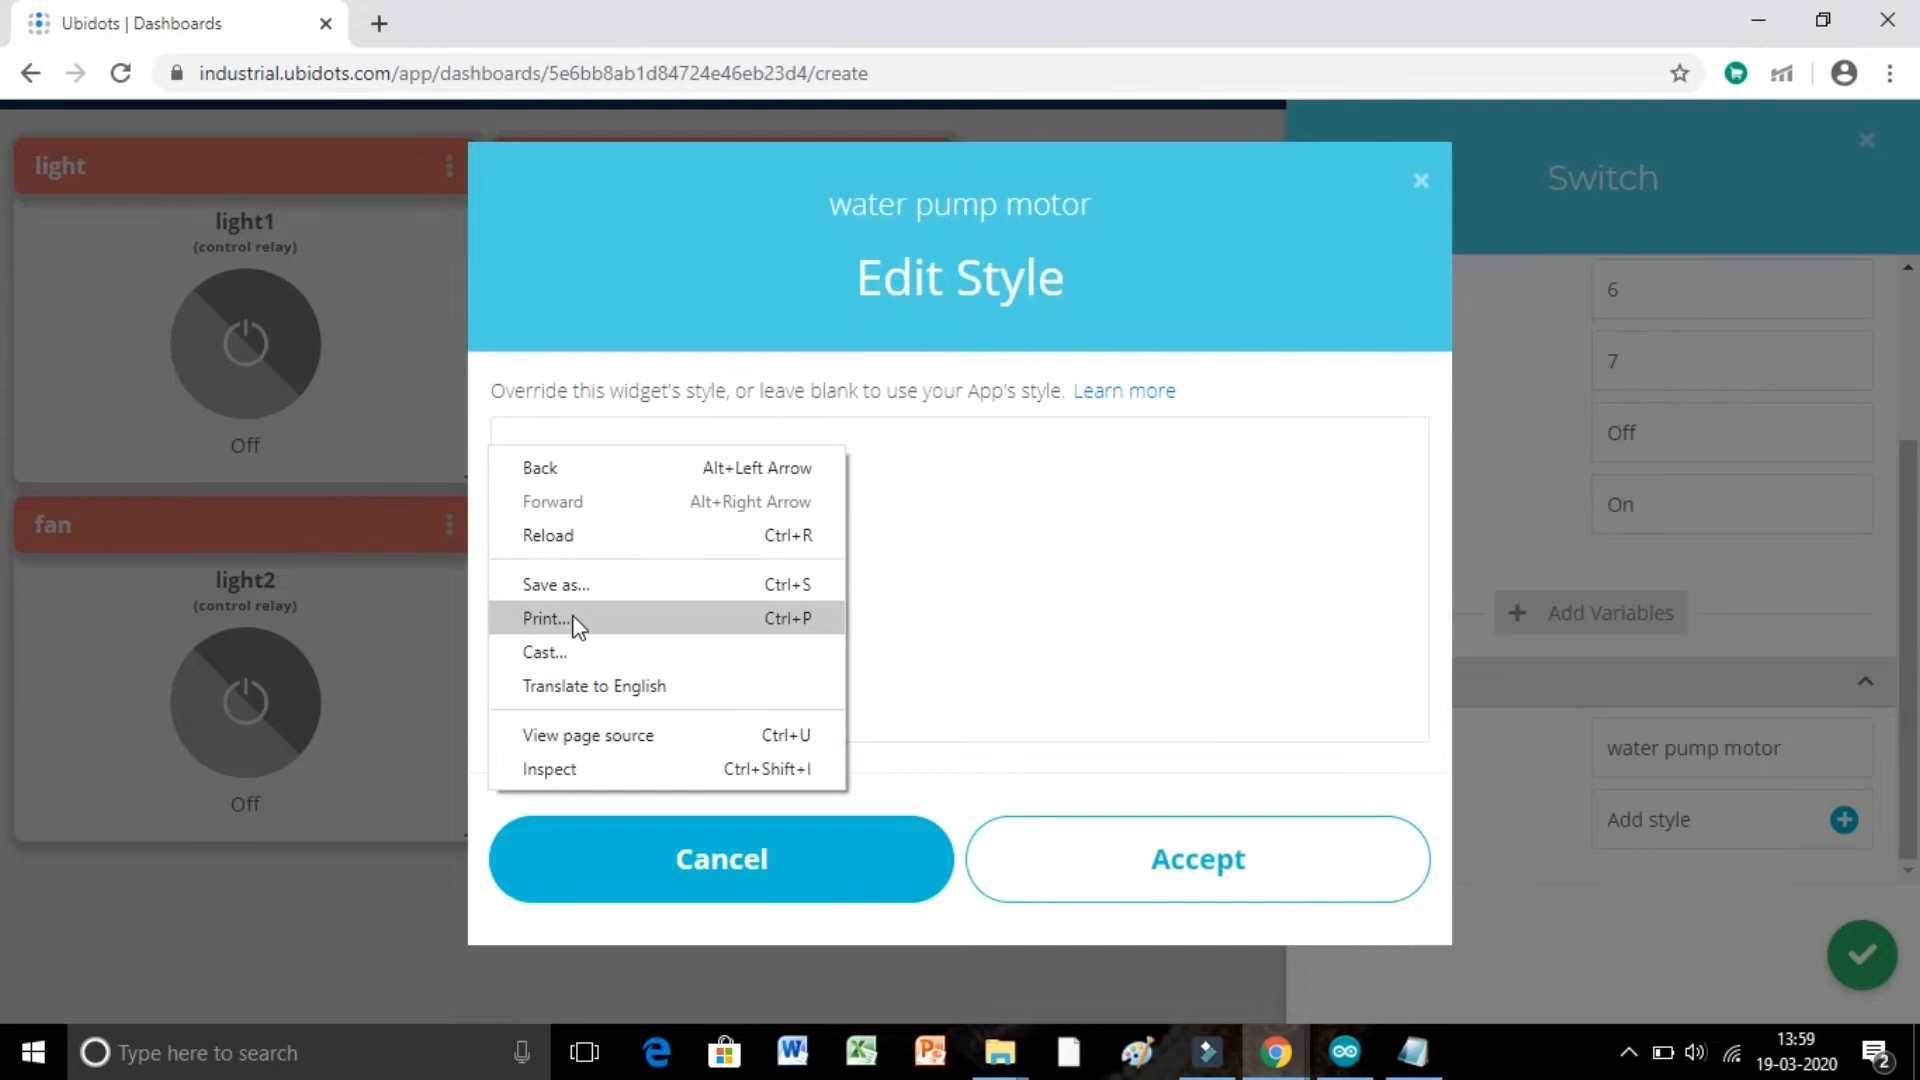 Ubidots | Dashboards
industrial.ubidots.com/app/dashboards/5e6bb8ab1d84724e46eb23d4/create
light
light1
(control relay)
Off
fan
light2
(control relay)
Off
water pump motor
Edit Style
Override this widget's style, or leave blank to use your App's style. Learn more
Back Alt+Left Arrow
Forward Alt+Right Arrow
Reload Ctrl+R
Save as... Ctrl+S
Print... Ctrl+P
Cast...
Translate to English
View page source Ctrl+U
Inspect Ctrl+Shift+I
Cancel
Accept
Switch
6
7
Off
On
+ Add Variables
water pump motor
Add style
Type here to search
13:59
19-03-2020
2